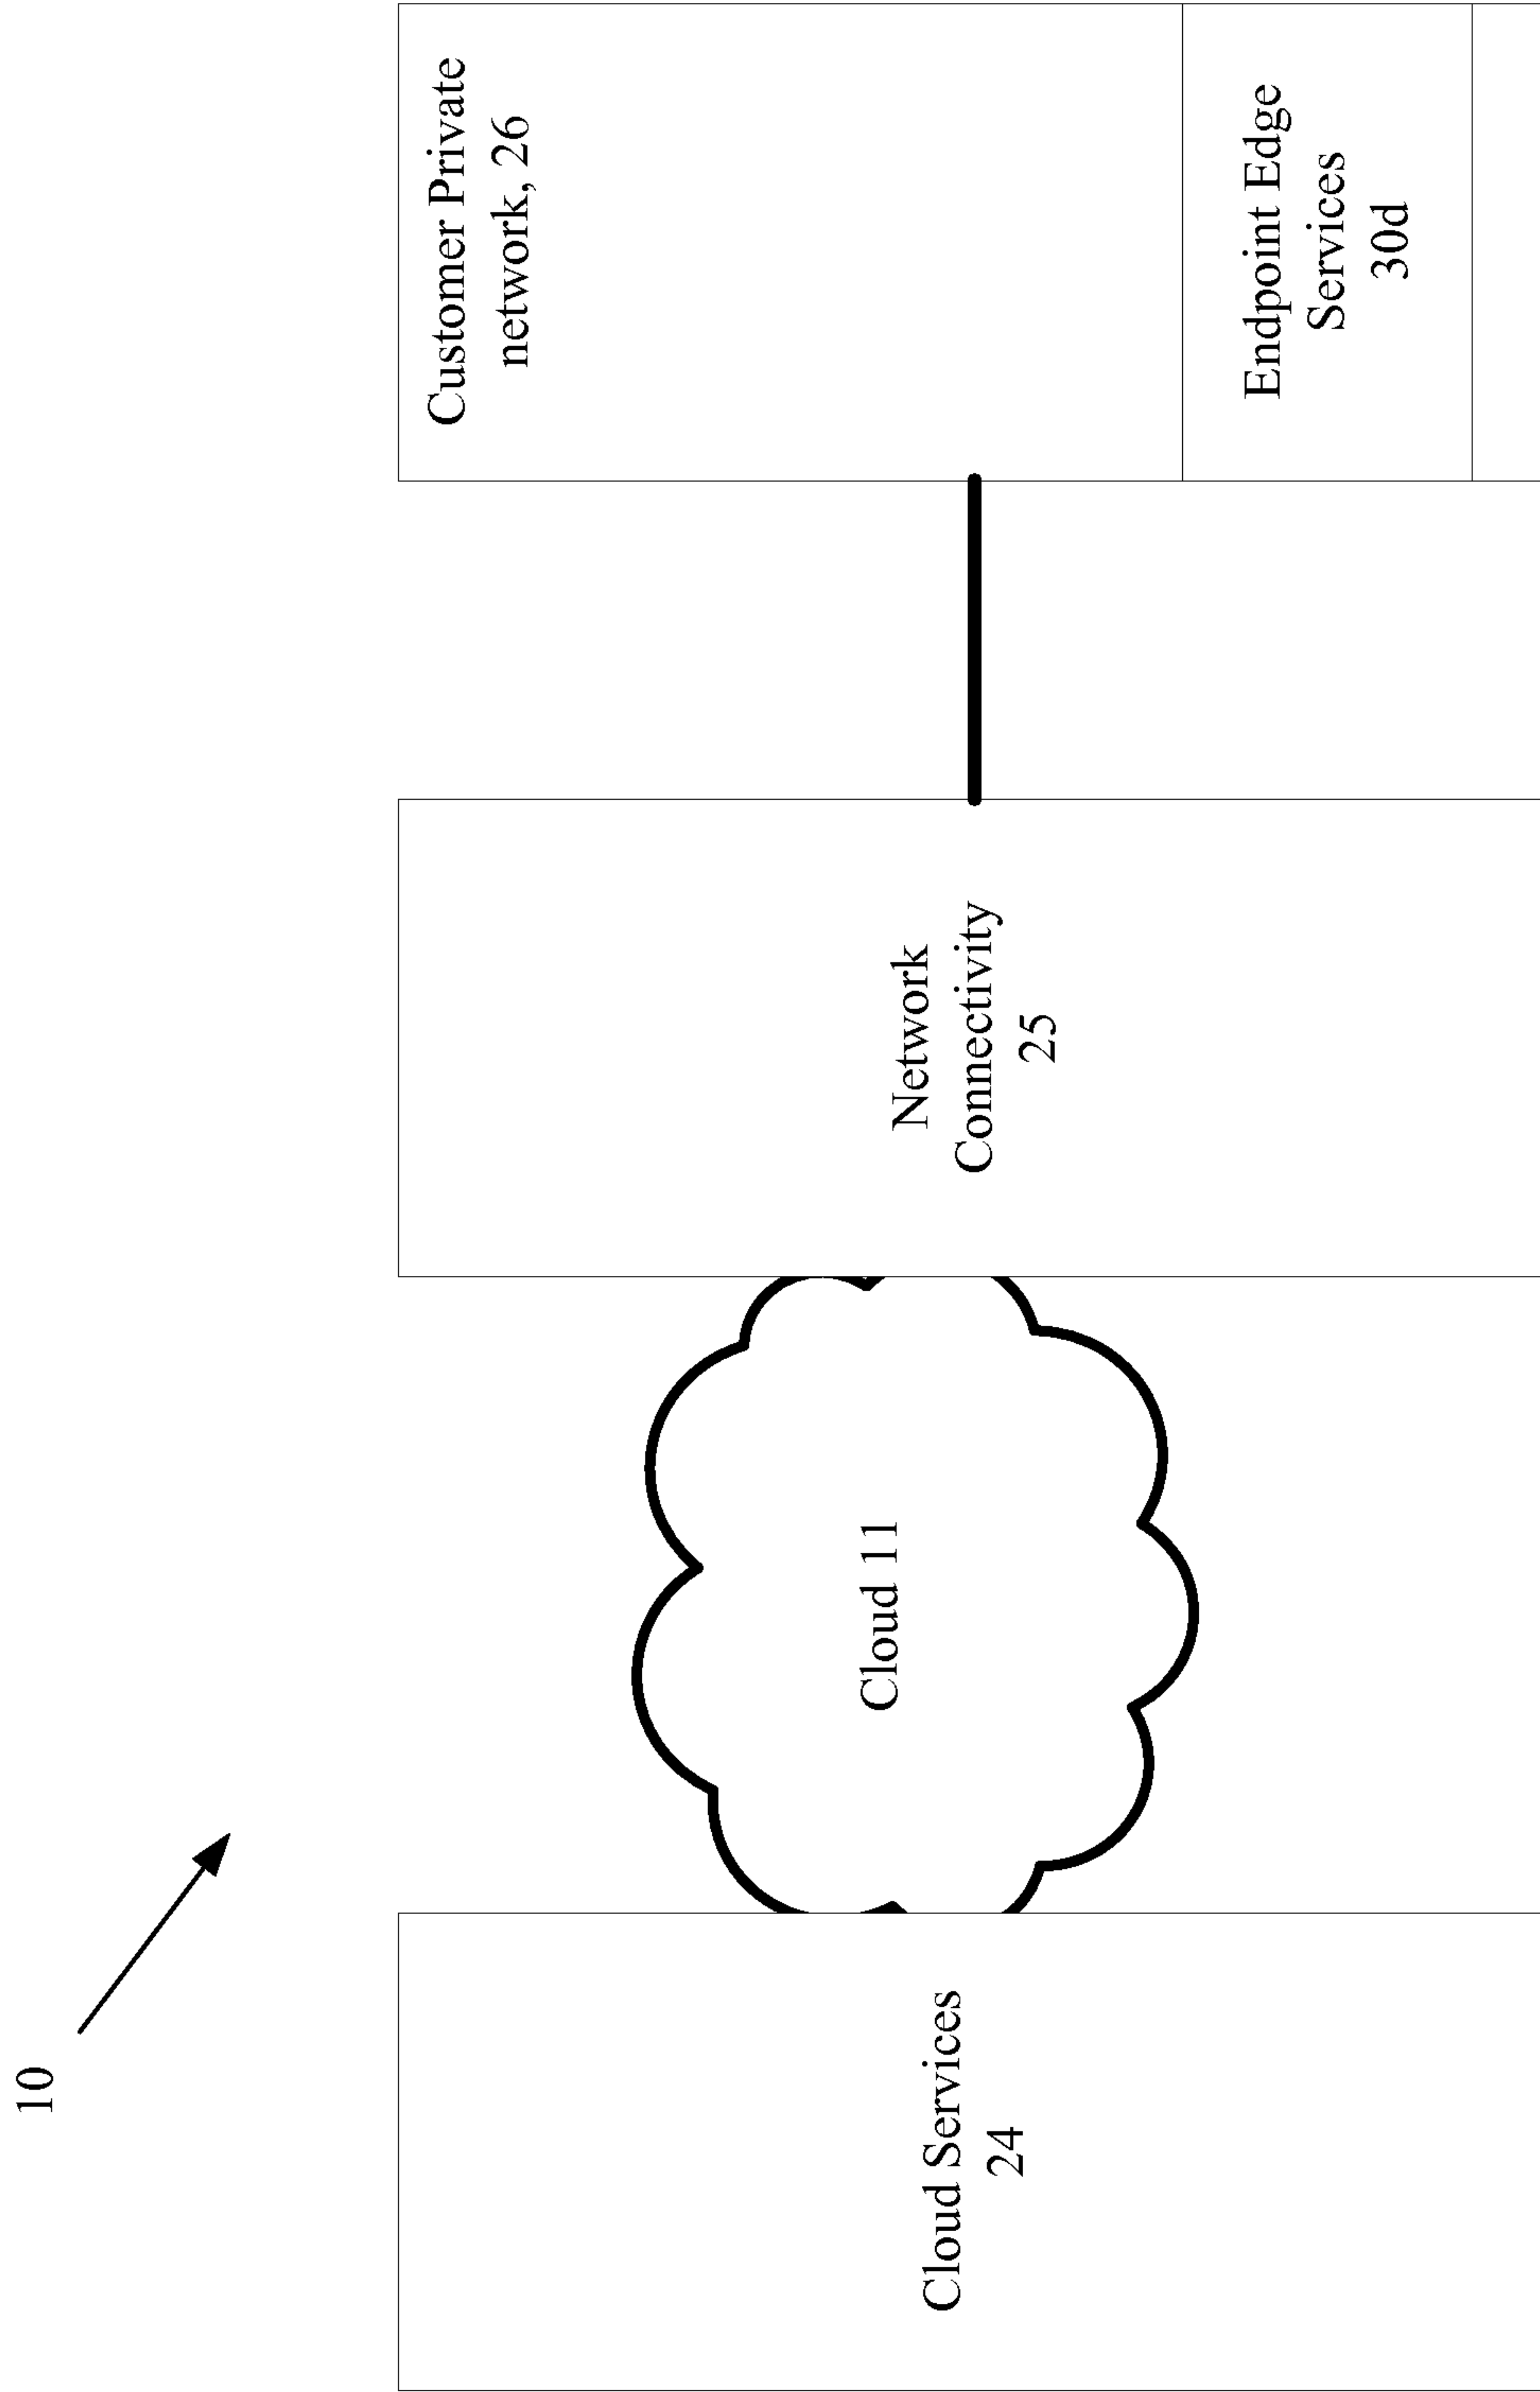 10
Cloud Services
24
Cloud 11
Network
Connectivity
25
Customer Private
network, 26
Endpoint Edge
Services
30d